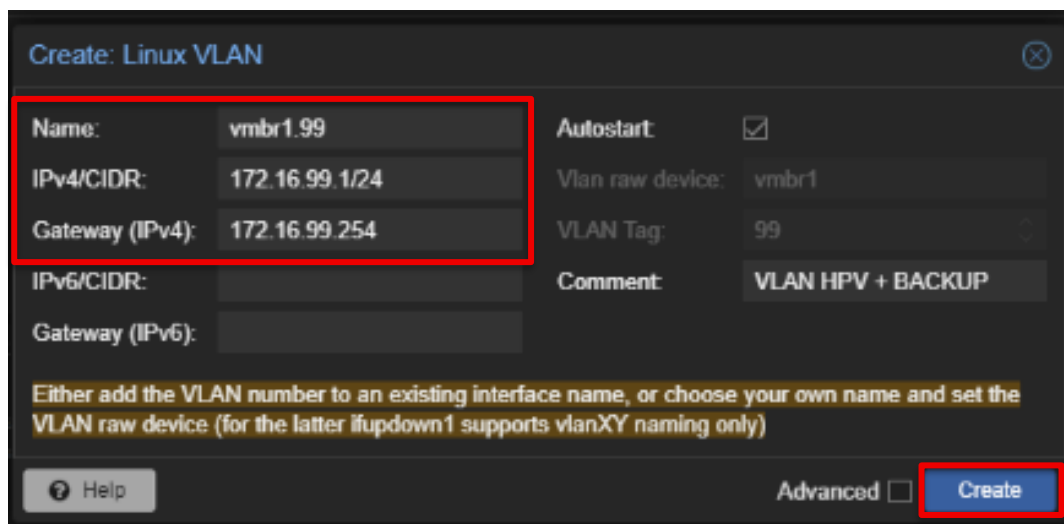 Create: Linux VLAN
Name: vmbr1.99 Autostart:
IPv4/CIDR: 172.16.99.1/24 Vlan raw device: vmbr1
Gateway (IPv4): 172.16.99.254 VLAN Tag: 99
IPv6/CIDR: Comment: VLAN HPV + BACKUP
Gateway (IPv6):
Either add the VLAN number to an existing interface name, or choose your own name and set the
VLAN raw device (for the latter ifupdown1 supports vlanXY naming only)
Help Advanced Create